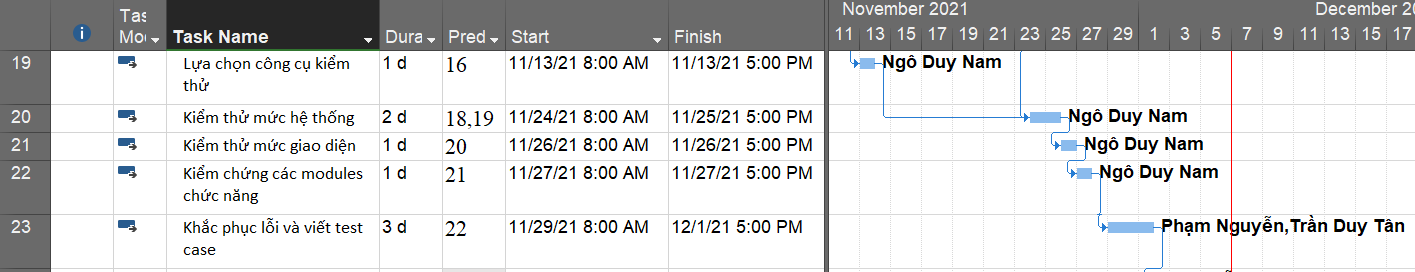 November 2021 December 20
Tas
Mo Task Name Dura Pred Start Finish 11 13 15 17 19 21 23 25 27 29 1 3 5 7 9 11 13 15 17
19 Lựa chọn công cụ kiểm 1 d 16 11/13/21 8:00 AM 11/13/21 5:00 PM Ngô Duy Nam
thử
20 Kiểm thử mức hệ thống 2 d 18,19 11/24/21 8:00 AM 11/25/21 5:00 PM Ngô Duy Nam
21 Kiểm thử mức giao diện 1 d 20 11/26/21 8:00 AM 11/26/21 5:00 PM Ngô Duy Nam
22 Kiểm chứng các modules 1 d 21 11/27/21 8:00 AM 11/27/21 5:00 PM Ngô Duy Nam
chức năng
23 Khắc phục lỗi và viết test 3 d 22 11/29/21 8:00 AM 12/1/21 5:00 PM Phạm Nguyễn,Trần Duy Tân
case